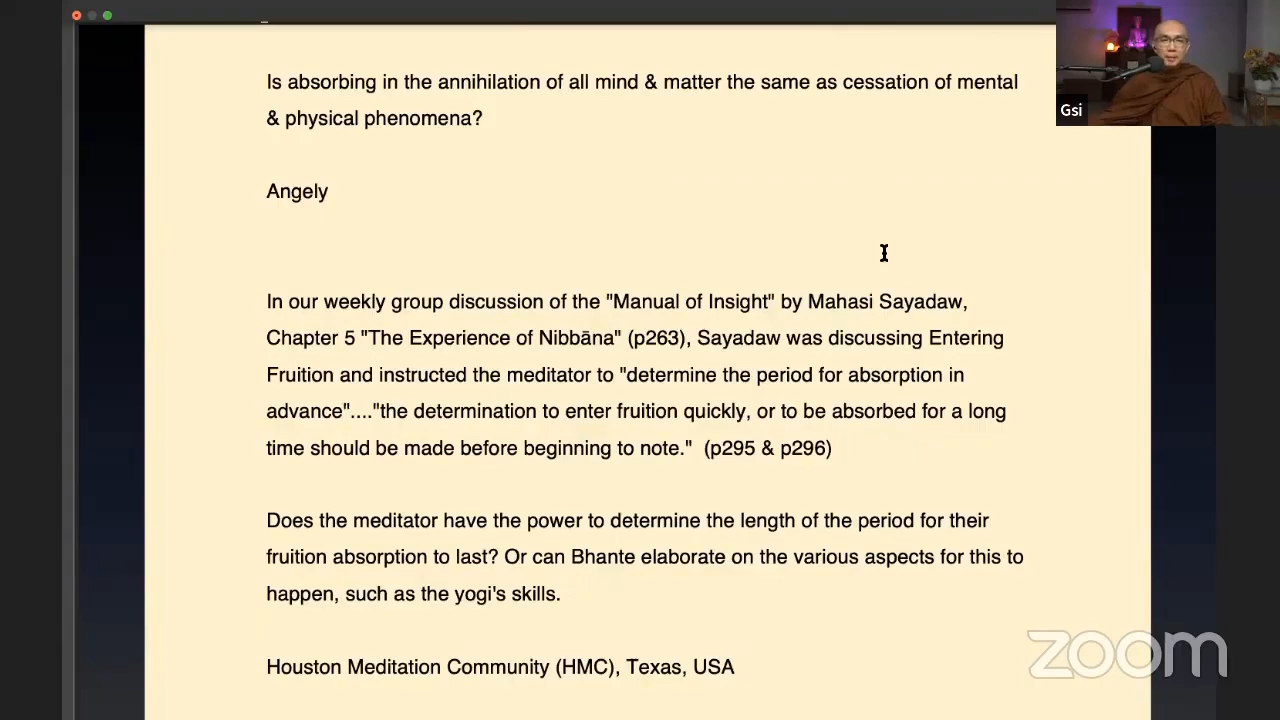 Is absorbing in the annihilation of all mind & matter the same as cessation of mental
& physical phenomena?
Gsi
Angely
In our weekly group discussion of the "Manual of Insight" by Mahasi Sayadaw,
Chapter 5 "The Experience of Nibbāna" (p263), Sayadaw was discussing Entering
Fruition and instructed the meditator to "determine the period for absorption in
advance"...."the determination to enter fruition quickly, or to be absorbed for a long
time should be made before beginning to note."  (p295 & p296)
Does the meditator have the power to determine the length of the period for their
fruition absorption to last? Or can Bhante elaborate on the various aspects for this to
happen, such as the yogi's skills.
Houston Meditation Community (HMC), Texas, USA
zoom